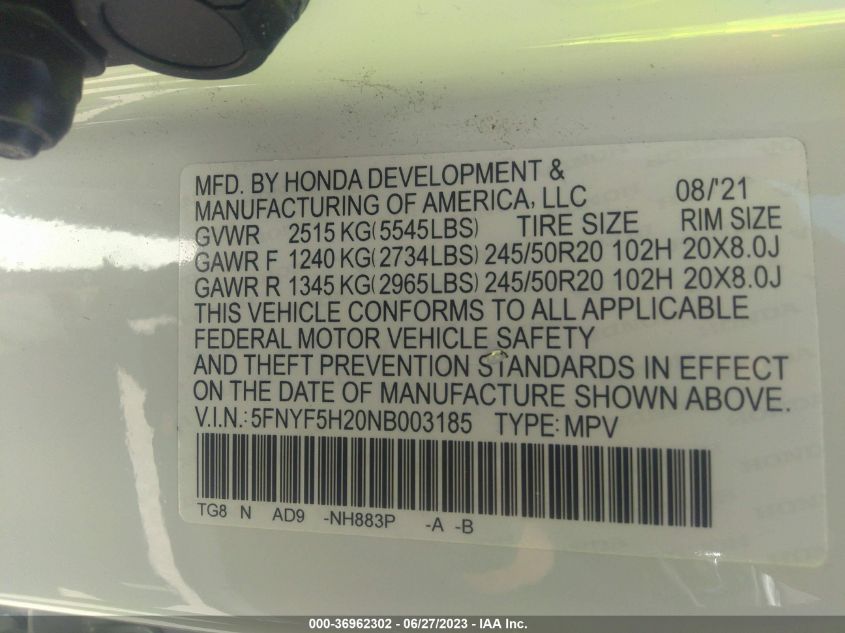 MFD. BY HONDA DEVELOPMENT &
MANUFACTURING OF AMERICA, LLC 08/'21
GVWR 2515 KG(5545LBS) TIRE SIZE RIM SIZE
GAWR F 1240 KG(2734LBS) 245/50R20 102H 20X8.0J
GAWR R 1345 KG(2965LBS) 245/50R20 102H 20X8.0J
THIS VEHICLE CONFORMS TO ALL APPLICABLE
FEDERAL MOTOR VEHICLE SAFETY
AND THEFT PREVENTION STANDARDS IN EFFECT
ON THE DATE OF MANUFACTURE SHOWN ABOVE.
V.I.N.: 5FNYF5H20NB003185 TYPE: MPV
TG8 N AD9 -NH883P -A -B
000-36962302 - 06/27/2023 - IAA Inc.